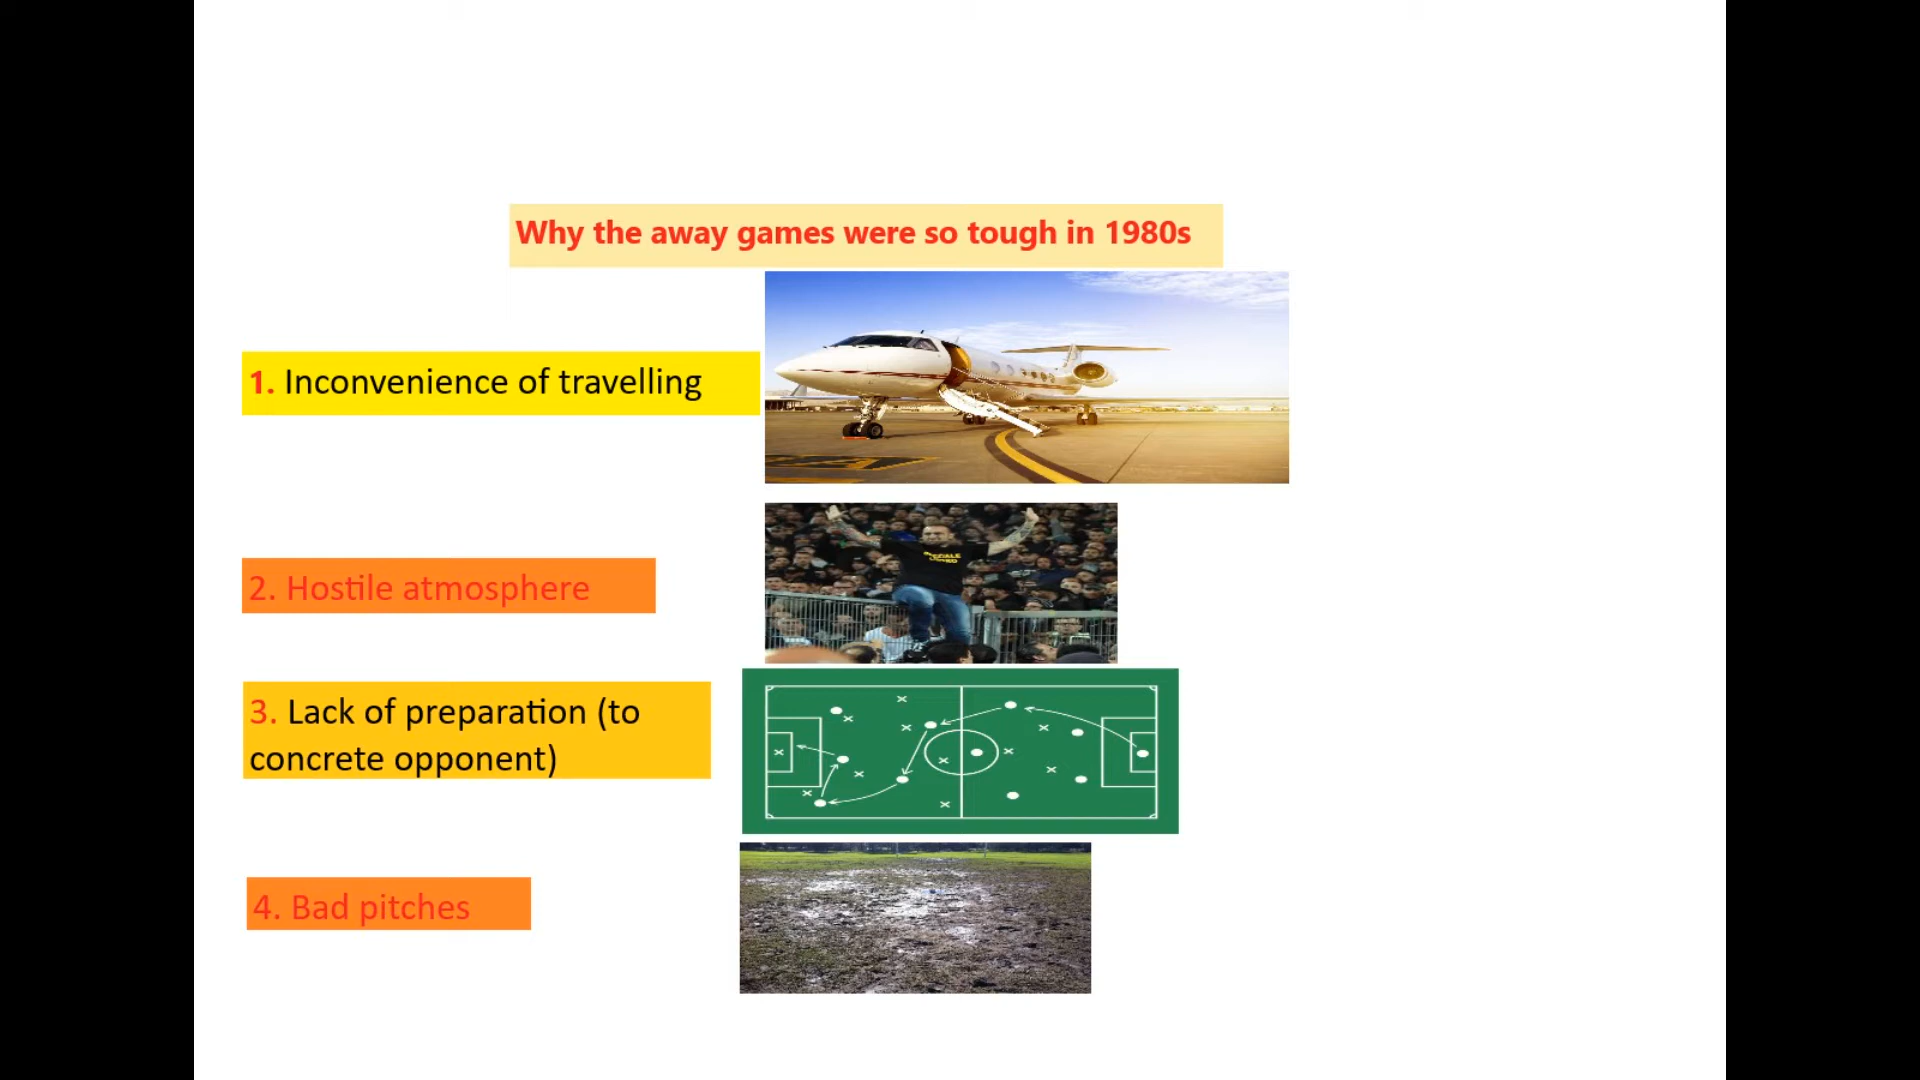 Why the away games were so tough in 1980s
1. Inconvenience of travelling
2. Hostile atmosphere
3. Lack of preparation (to
concrete opponent)
4. Bad pitches